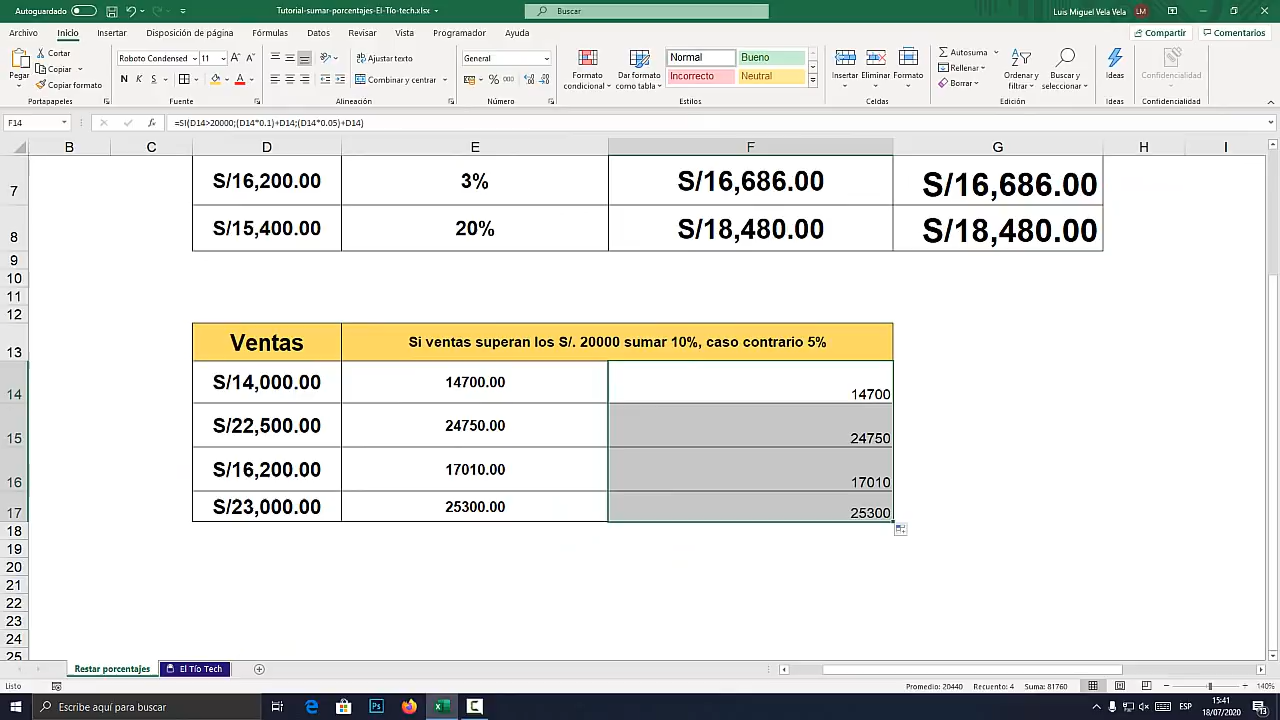 Autoguardado Tutorial-sumar-porcentajes-El-Tío-tech.xlsx Buscar Luis Miguel Vela Vela LM
Archivo Inicio Insertar Disposición de página Fórmulas Datos Revisar Vista Programador Ayuda Compartir Comentarios
Pegar Cortar Copiar Copiar formato Portapapeles
Roboto Condensed 11 N K S Fuente
Ajustar texto Combinar y centrar Alineación
General % 000 Número
Formato condicional Dar formato como tabla Normal Bueno Incorrecto Neutral Estilos
Insertar Eliminar Formato Celdas
Autosuma Rellenar Borrar Ordenar y filtrar Buscar y seleccionar Edición
Ideas Ideas
Confidencialidad Confidencialidad
F14 fx =SI(D14>20000;(D14*0.1)+D14;(D14*0.05)+D14)
B C D E F G H I
7 S/16,200.00 3% S/16,686.00 S/16,686.00
8 S/15,400.00 20% S/18,480.00 S/18,480.00
9
10
11
12
13 Ventas Si ventas superan los S/. 20000 sumar 10%, caso contrario 5%
14 S/14,000.00 14700.00 14700
15 S/22,500.00 24750.00 24750
16 S/16,200.00 17010.00 17010
17 S/23,000.00 25300.00 25300
18
19
20
21
22
23
24
25
Restar porcentajes El Tío Tech
Listo Promedio: 20440 Recuento: 4 Suma: 81760 140%
Escribe aquí para buscar ESP 15:41
18/07/2020